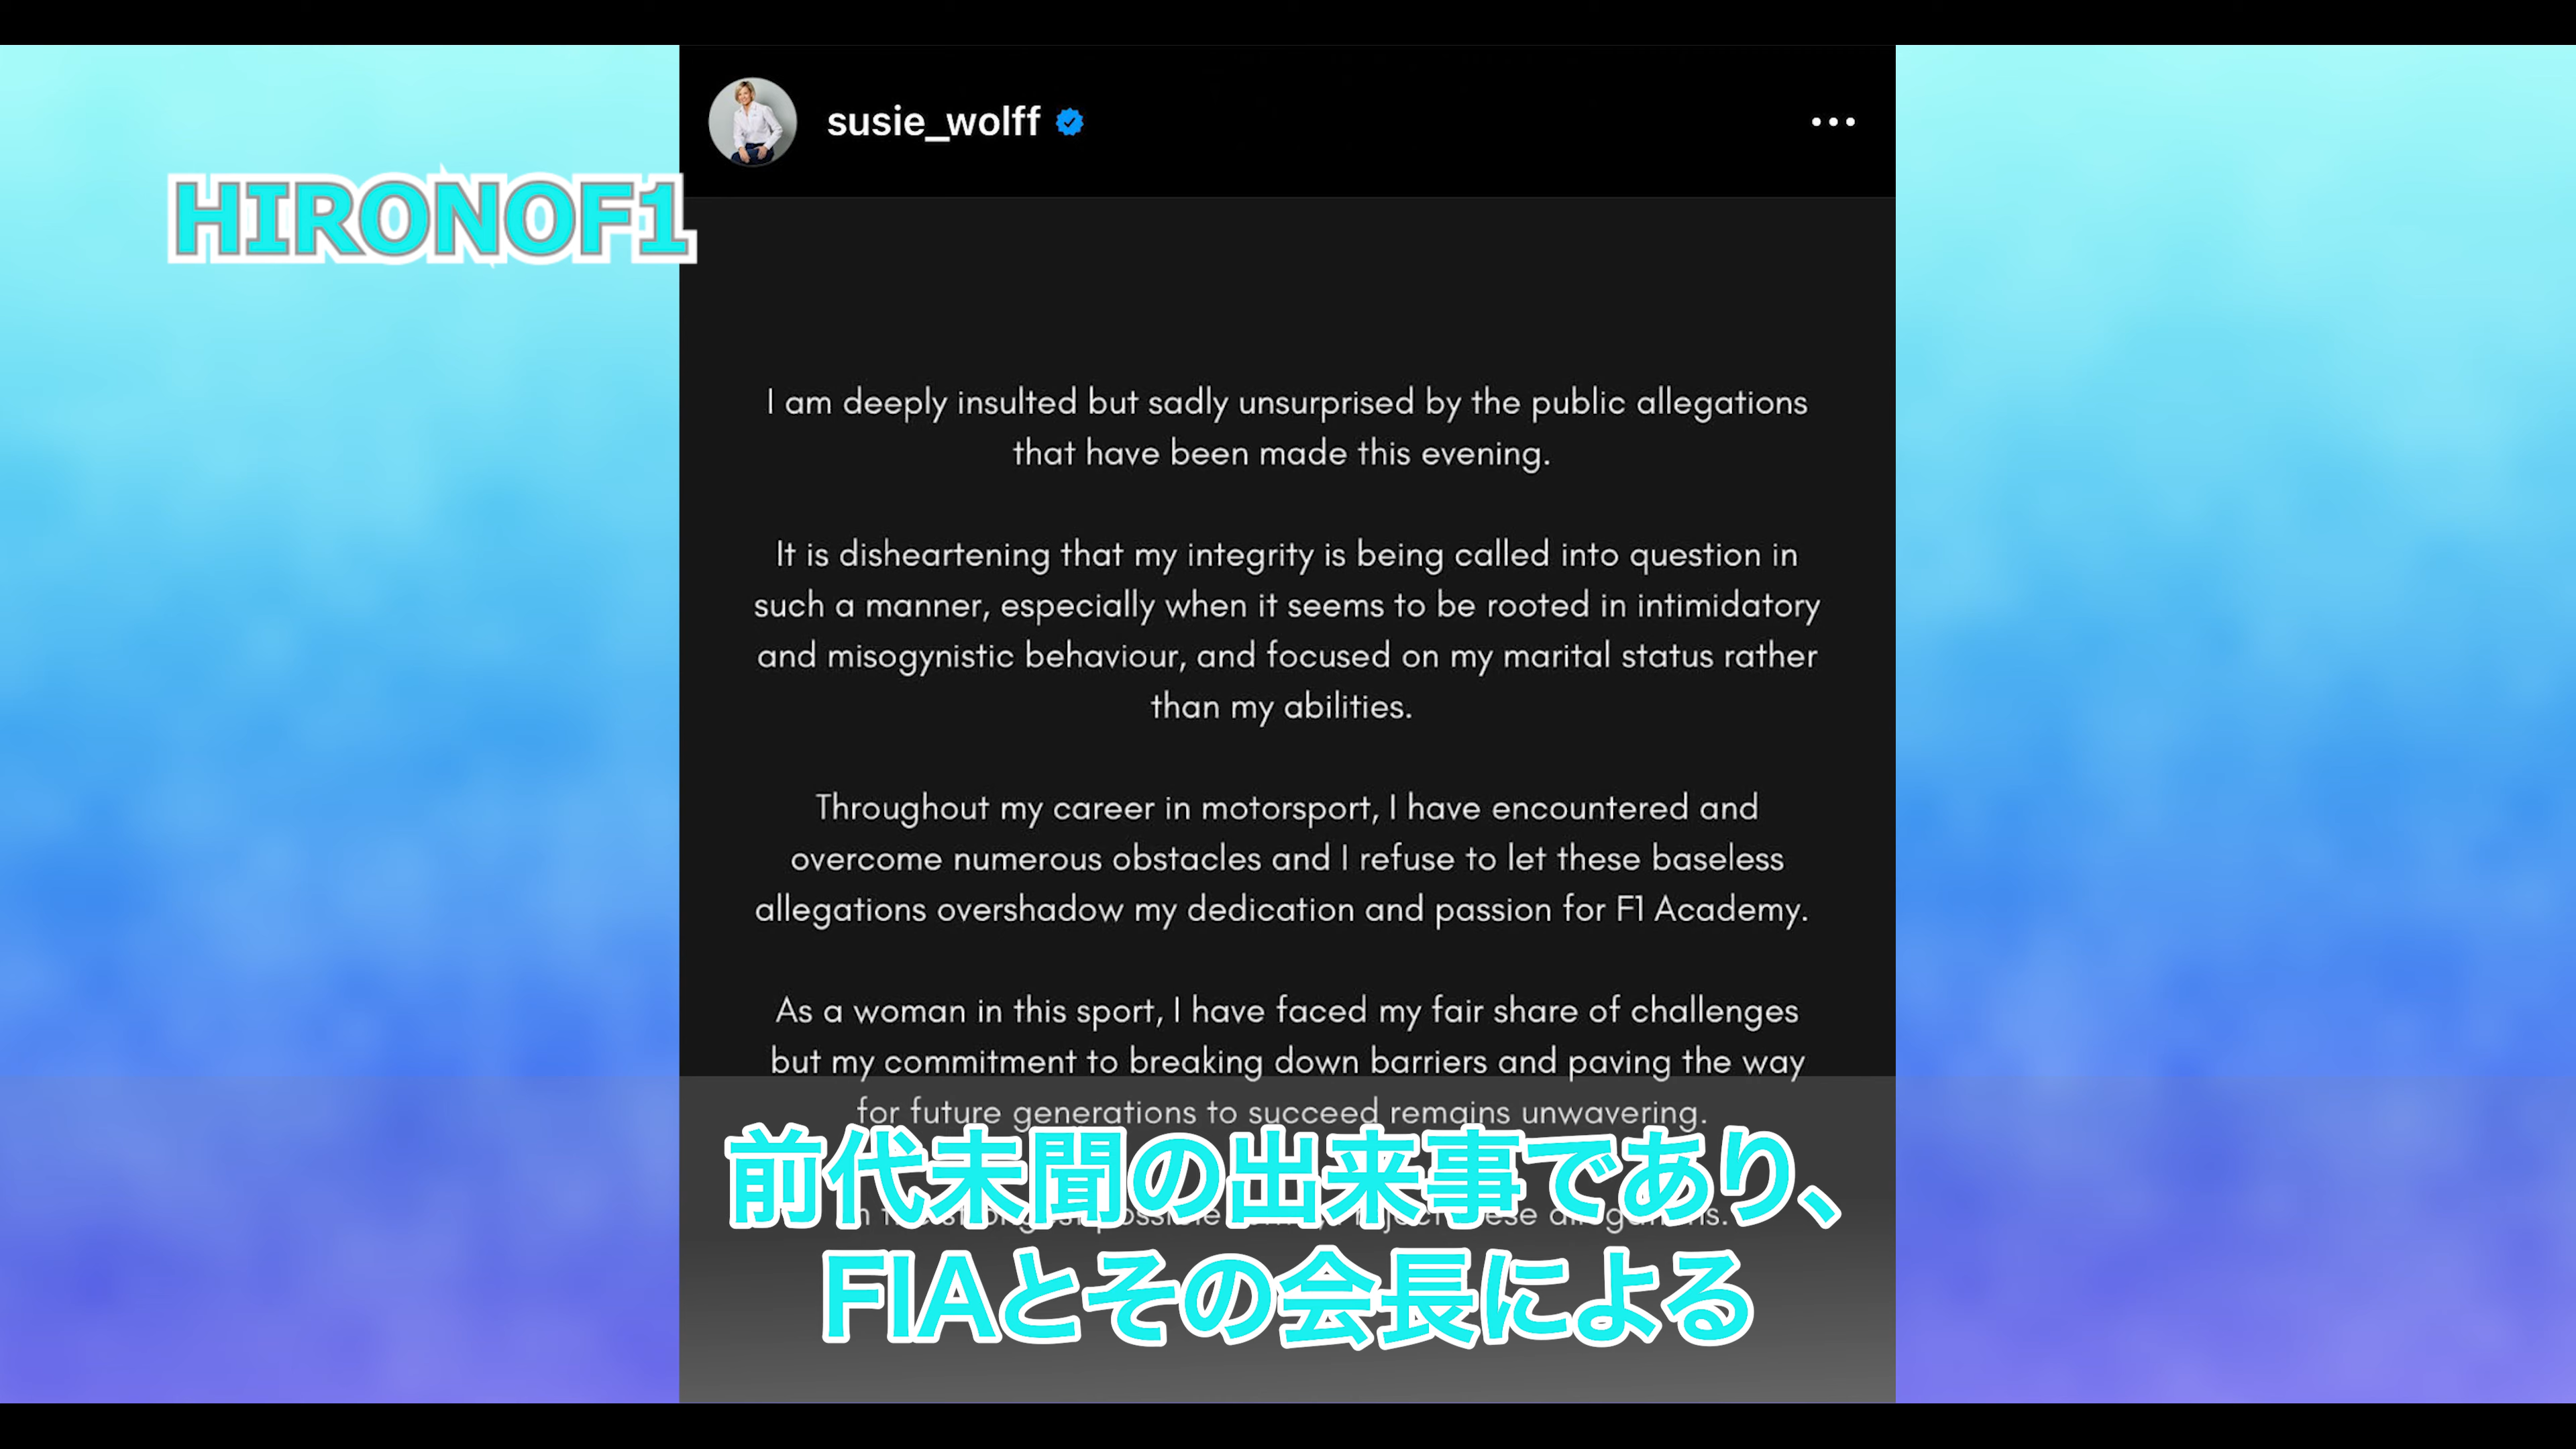 susie_wolff
HIRONOF1
I am deeply insulted but sadly unsurprised by the public allegations
that have been made this evening.
It is disheartening that my integrity is being called into question in
such a manner, especially when it seems to be rooted in intimidatory
and misogynistic behaviour, and focused on my marital status rather
than my abilities.
Throughout my career in motorsport, I have encountered and
overcome numerous obstacles and I refuse to let these baseless
allegations overshadow my dedication and passion for F1 Academy.
As a woman in this sport, I have faced my fair share of challenges
but my commitment to breaking down barriers and paving the way
for future generations to succeed remains unwavering.
前代未聞の出来事であり、
FIAとその会長による